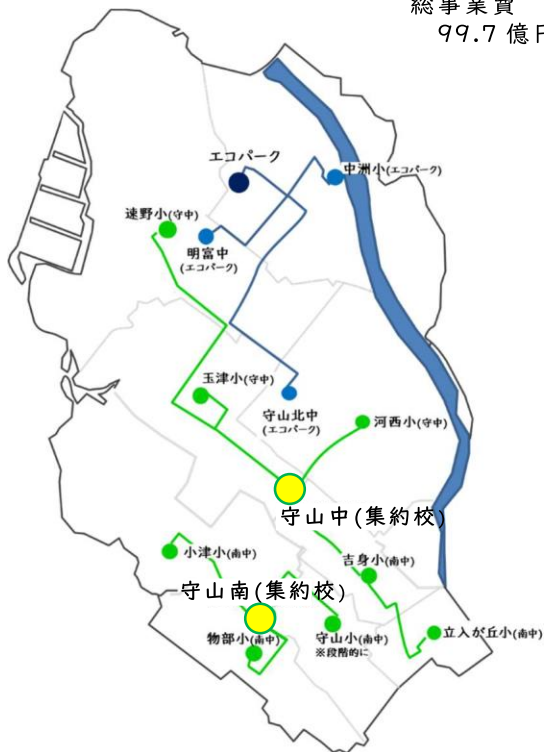 総事業費
99.7億円
エコパーク
中洲小(エコパーク)
速野小(守中)
明富中
(エコパーク)
玉津小(守中)
守山北中
(エコパーク)
河西小(守中)
守山中(集約校)
小津小(南中)
吉身小(南中)
守山南(集約校)
物部小(南中)
守山小(南中)
※段階的に
立入が丘小(南中)